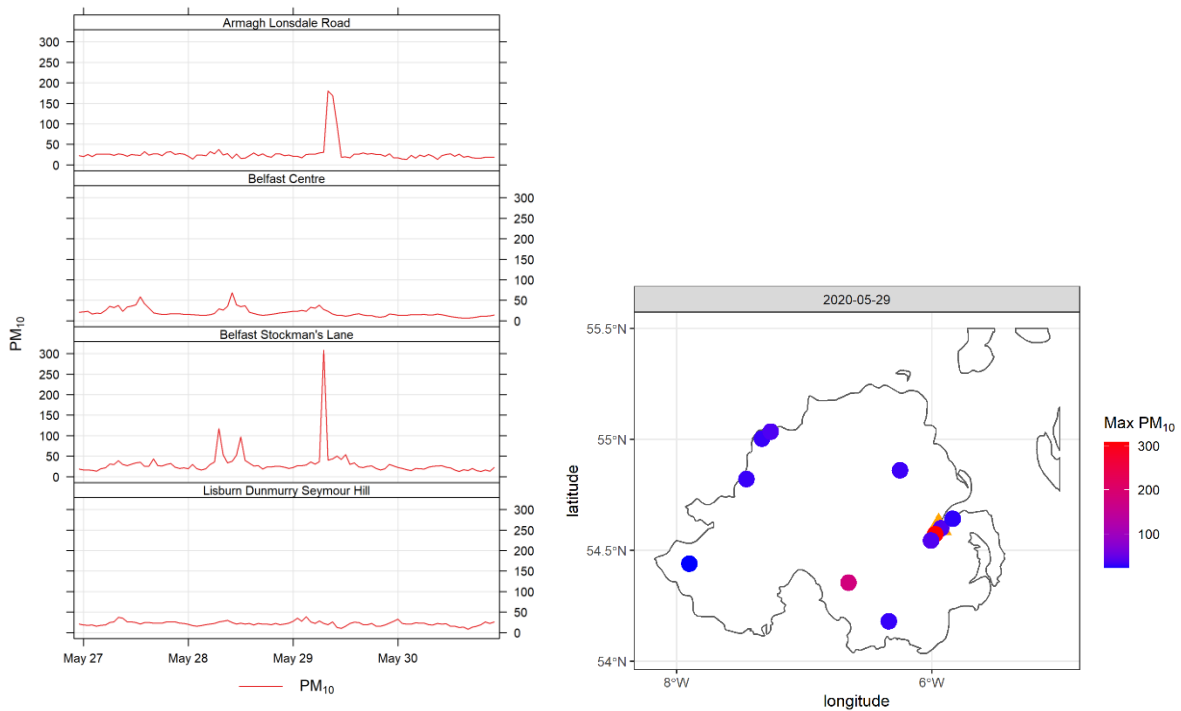 Armagh Lonsdale Road
300
250
200
150
100
50
0
Belfast Centre
300
250
200
150
100
50
0
PM₁₀
Belfast Stockman's Lane
300
250
200
150
100
50
0
Lisburn Dunmurry Seymour Hill
300
250
200
150
100
50
0
May 27 May 28 May 29 May 30
PM₁₀
2020-05-29
55.5°N
55°N
54.5°N
54°N
latitude
8°W 6°W
longitude
Max PM₁₀
300
200
100